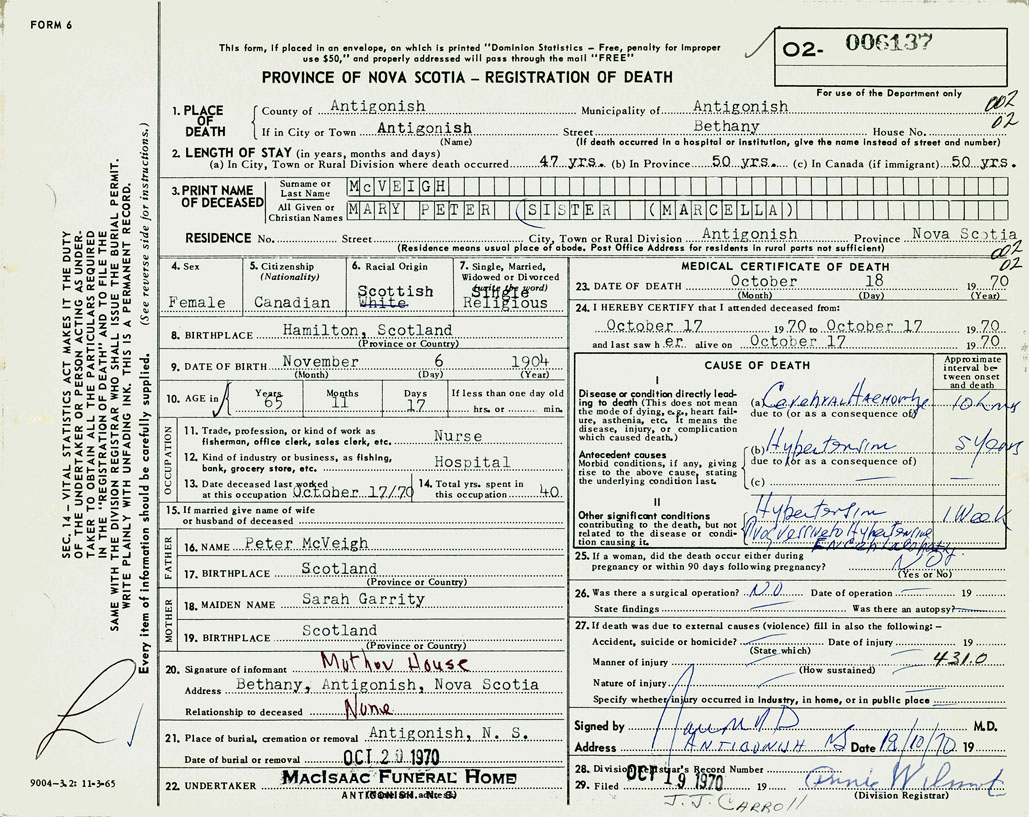 FORM 6
This form, if placed in an envelope, on which is printed "Dominion Statistics – Free, penalty for improper
use $50," and properly addressed will pass through the mail "FREE"
O2- 006137
For use of the Department only
PROVINCE OF NOVA SCOTIA – REGISTRATION OF DEATH
002
02
1. PLACE OF DEATH
County of Antigonish Municipality of Antigonish
If in City or Town Antigonish Street Bethany House No.
(Name) (If death occurred in a hospital or institution, give the name instead of street and number)
2. LENGTH OF STAY (in years, months and days)
(a) In City, Town or Rural Division where death occurred 47 yrs. (b) In Province 50 yrs. (c) In Canada (if immigrant) 50 yrs.
3. PRINT NAME OF DECEASED
Surname or Last Name McVEIGH
All Given or Christian Names MARY PETER (SISTER (MARCELLA)
RESIDENCE No. Street City, Town or Rural Division Antigonish Province Nova Scotia
(Residence means usual place of abode. Post Office Address for residents in rural parts not sufficient)
002
02
4. Sex
Female
5. Citizenship
(Nationality)
Canadian
6. Racial Origin
Scottish
White
7. Single, Married,
Widowed or Divorced
(write the word)
Single
Religious
8. BIRTHPLACE Hamilton, Scotland
(Province or Country)
9. DATE OF BIRTH November 6 1904
(Month) (Day) (Year)
10. AGE in Years Months Days If less than one day old
65 11 17 hrs. or min.
OCCUPATION
11. Trade, profession, or kind of work as
fisherman, office clerk, sales clerk, etc. Nurse
12. Kind of industry or business, as fishing,
bank, grocery store, etc. Hospital
13. Date deceased last worked
at this occupation October 17/70
14. Total yrs. spent in
this occupation 40
15. If married give name of wife
or husband of deceased
FATHER
16. NAME Peter McVeigh
17. BIRTHPLACE Scotland
(Province or Country)
MOTHER
18. MAIDEN NAME Sarah Garrity
19. BIRTHPLACE Scotland
(Province or Country)
20. Signature of informant Mother House
Address Bethany, Antigonish, Nova Scotia
Relationship to deceased None
21. Place of burial, cremation or removal Antigonish, N. S.
Date of burial or removal OCT 20 1970
22. UNDERTAKER MACISAAC FUNERAL HOME
ANTIGONISH, N. S.
MEDICAL CERTIFICATE OF DEATH
23. DATE OF DEATH October 18 1970
(Month) (Day) (Year)
24. I HEREBY CERTIFY that I attended deceased from:
October 17 1970 to October 17 1970
and last saw her alive on October 17 1970
CAUSE OF DEATH
Approximate
interval be-
tween onset
and death
I
Disease or condition directly lead-
ing to death (This does not mean
the mode of dying, e.g., heart fail-
ure, asthenia, etc. It means the
disease, injury, or complication
which caused death.)
(a) Cerebral Haemorrhage 10 hours
due to (or as a consequence of)
Antecedent causes
Morbid conditions, if any, giving
rise to the above cause, stating
the underlying condition last.
(b) Hypertension 5 years
due to (or as a consequence of)
(c) —
II
Other significant conditions
contributing to the death, but not
related to the disease or condi-
tion causing it.
Hypertension 1 Week
Hypertensive
Encephalopathy
25. If a woman, did the death occur either during
pregnancy or within 90 days following pregnancy? NO
(Yes or No)
26. Was there a surgical operation? NO Date of operation 19
State findings Was there an autopsy?
27. If death was due to external causes (violence) fill in also the following: –
Accident, suicide or homicide? Date of injury 19
(State which)
Manner of injury 431.0
(How sustained)
Nature of injury
Specify whether injury occurred in industry, in home, or in public place
Signed by M D M.D.
Address ANTIGONISH NS Date 19/10/70 19
28. Division Registrar's Record Number
29. Filed OCT 19 1970 19 Annie Wilmot
(Division Registrar)
J. J. CARROLL
SEC. 14 – VITAL STATISTICS ACT MAKES IT THE DUTY
OF THE UNDERTAKER OR PERSON ACTING AS UNDER-
TAKER TO OBTAIN ALL THE PARTICULARS REQUIRED
IN THE "REGISTRATION OF DEATH" AND TO FILE THE
SAME WITH THE DIVISION REGISTRAR WHO SHALL ISSUE THE BURIAL PERMIT.
WRITE PLAINLY WITH UNFADING INK. THIS IS A PERMANENT RECORD.
Every item of information should be carefully supplied. (See reverse side for instructions.)
9004–3.2: 11-3-65